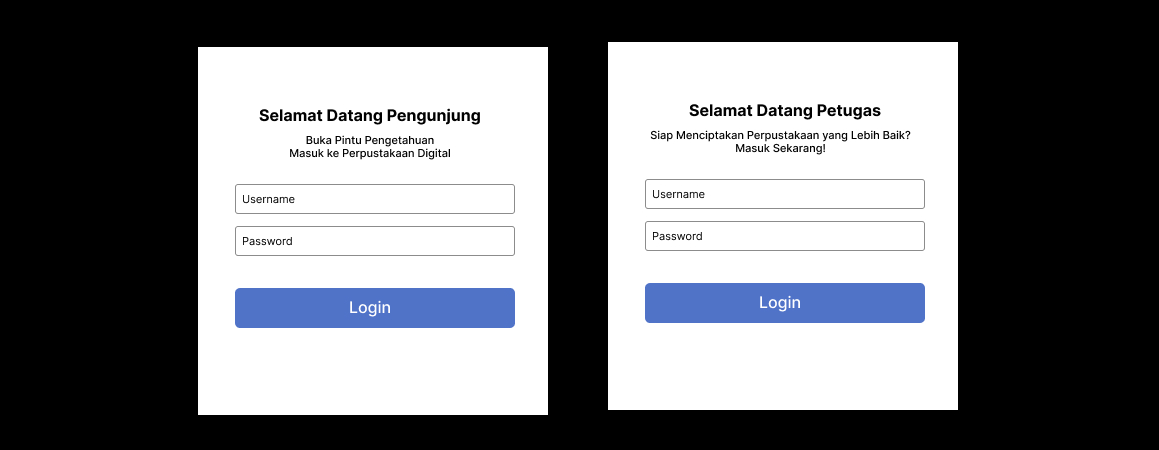 Selamat Datang Pengunjung
Buka Pintu Pengetahuan
Masuk ke Perpustakaan Digital
Username
Password
Login
Selamat Datang Petugas
Siap Menciptakan Perpustakaan yang Lebih Baik?
Masuk Sekarang!
Username
Password
Login